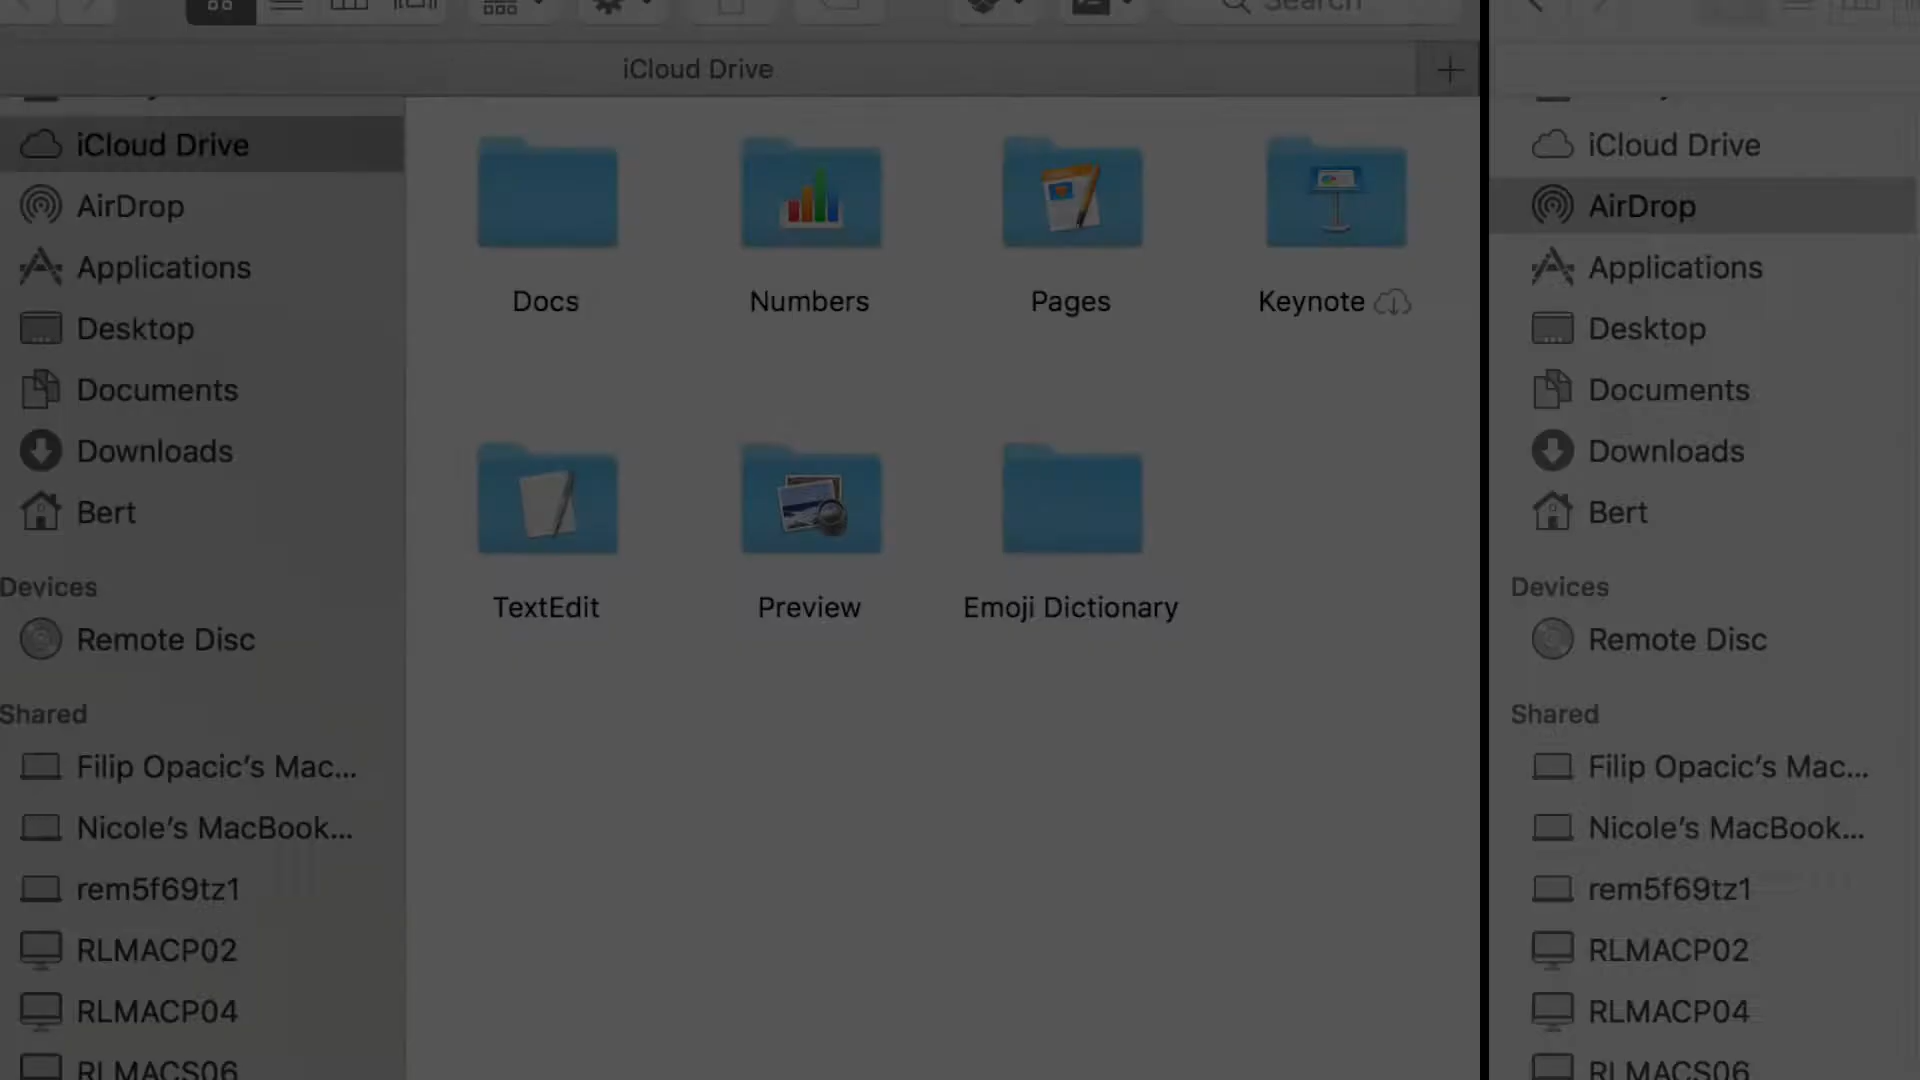 Search
iCloud Drive
iCloud Drive
AirDrop
Applications
Desktop
Documents
Downloads
Bert
Devices
Remote Disc
Shared
Filip Opacic’s Mac...
Nicole’s MacBook...
rem5f69tz1
RLMACP02
RLMACP04
RLMACS06
Docs
Numbers
Pages
Keynote
TextEdit
Preview
Emoji Dictionary
iCloud Drive
AirDrop
Applications
Desktop
Documents
Downloads
Bert
Devices
Remote Disc
Shared
Filip Opacic’s Mac...
Nicole’s MacBook...
rem5f69tz1
RLMACP02
RLMACP04
RLMACS06